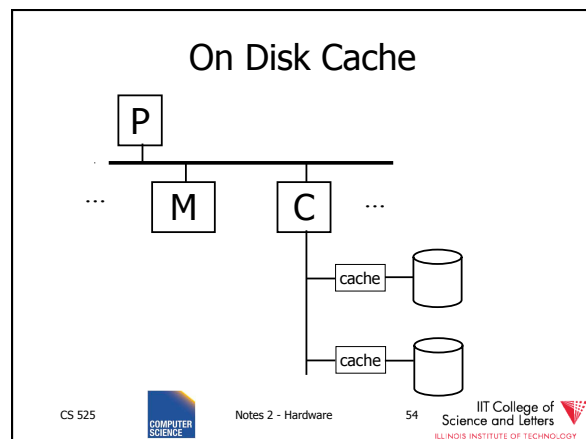 On Disk Cache
P
...
M
C
...
cache
cache
CS 525
COMPUTER
SCIENCE
Notes 2 - Hardware
54
IIT College of
Science and Letters
ILLINOIS INSTITUTE OF TECHNOLOGY